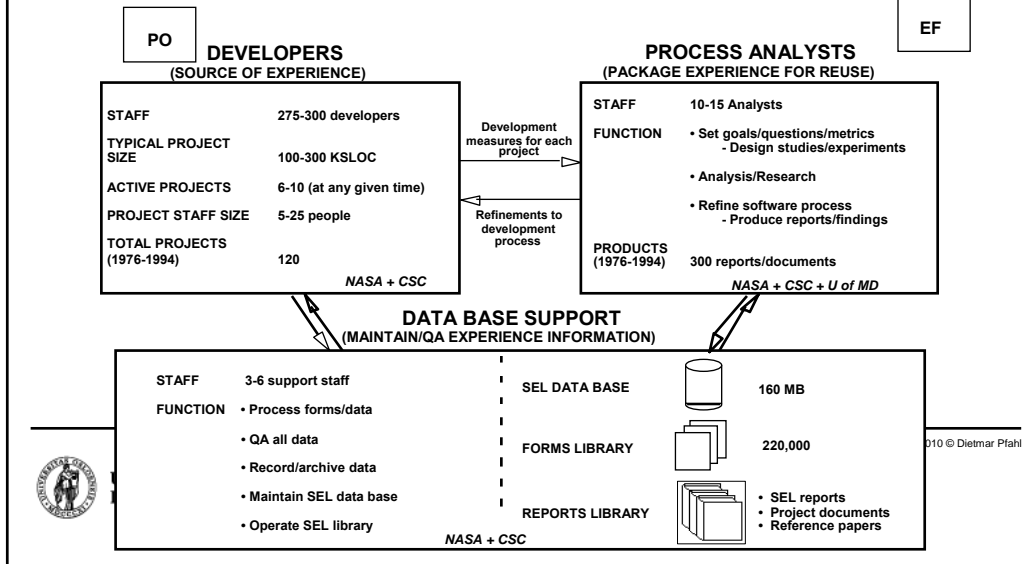 PO
EF
DEVELOPERS
(SOURCE OF EXPERIENCE)
STAFF 275-300 developers
TYPICAL PROJECT
SIZE 100-300 KSLOC
ACTIVE PROJECTS 6-10 (at any given time)
PROJECT STAFF SIZE 5-25 people
TOTAL PROJECTS
(1976-1994) 120
NASA + CSC
Development
measures for each
project
Refinements to
development
process
PROCESS ANALYSTS
(PACKAGE EXPERIENCE FOR REUSE)
STAFF 10-15 Analysts
FUNCTION • Set goals/questions/metrics
- Design studies/experiments
• Analysis/Research
• Refine software process
- Produce reports/findings
PRODUCTS
(1976-1994) 300 reports/documents
NASA + CSC + U of MD
DATA BASE SUPPORT
(MAINTAIN/QA EXPERIENCE INFORMATION)
STAFF 3-6 support staff
FUNCTION • Process forms/data
• QA all data
• Record/archive data
• Maintain SEL data base
• Operate SEL library
SEL DATA BASE 160 MB
FORMS LIBRARY 220,000
REPORTS LIBRARY • SEL reports
• Project documents
• Reference papers
NASA + CSC
010 © Dietmar Pfahl